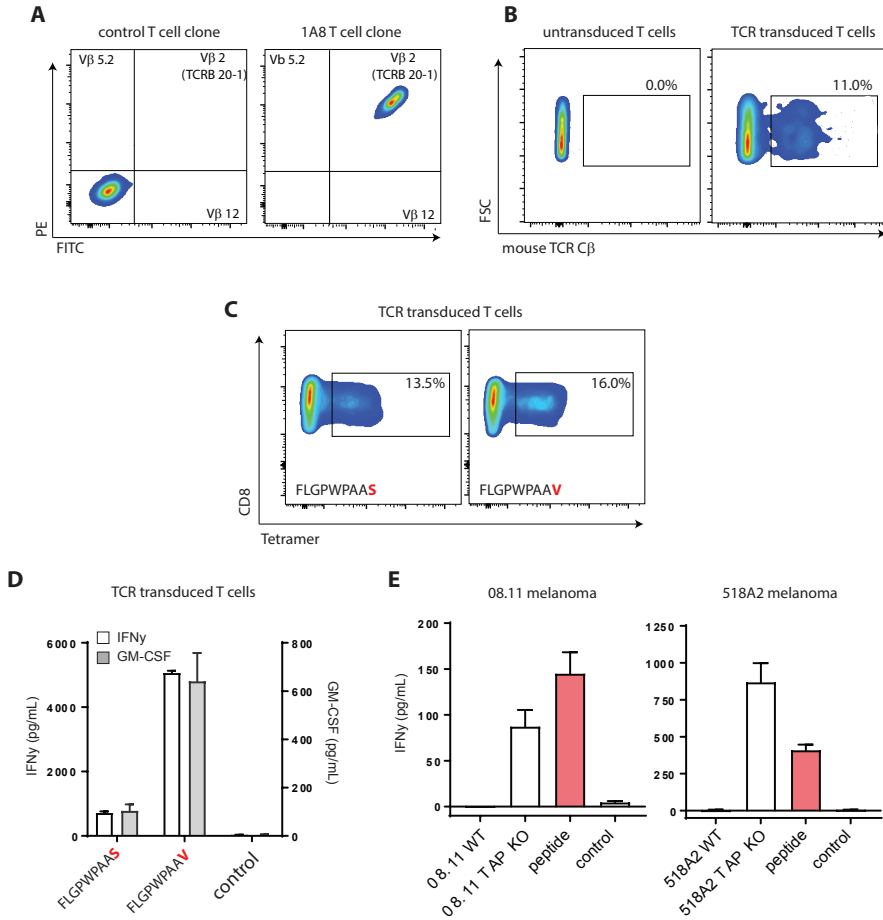 A
control T cell clone
1A8 T cell clone
Vβ 5.2
Vβ 2
(TCRB 20-1)
Vβ 12
Vb 5.2
Vβ 2
(TCRB 20-1)
Vβ 12
PE
FITC
B
untransduced T cells
TCR transduced T cells
0.0%
11.0%
FSC
mouse TCR Cβ
C
TCR transduced T cells
13.5%
16.0%
FLGPWPAAS
FLGPWPAAV
CD8
Tetramer
D
TCR transduced T cells
IFNy
GM-CSF
6000
4000
2000
0
800
600
400
200
0
IFNy (pg/mL)
GM-CSF (pg/mL)
FLGPWPAAS
FLGPWPAAV
control
E
08.11 melanoma
518A2 melanoma
200
150
100
50
0
IFNy (pg/mL)
08.11 WT
08.11 TAP KO
peptide
control
1250
1000
750
500
250
0
518A2 WT
518A2 TAP KO
peptide
control